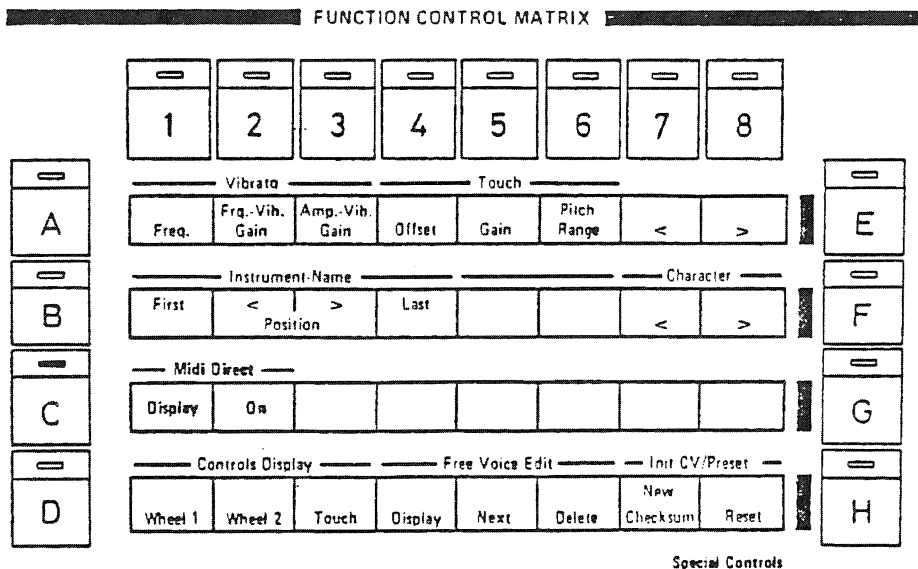 FUNCTION CONTROL MATRIX
1 2 3 4 5 6 7 8
A
Vibrato Touch
Freq. Frq.-Vib. Gain Amp.-Vib. Gain Offset Gain Pitch Range < >
E
B
Instrument-Name Character
First < > Position Last < >
F
C
Midi Direct
Display On
G
D
Controls Display Free Voice Edit Init CV/Preset
Wheel 1 Wheel 2 Touch Display Next Delete New Checksum Reset
H
Special Controls